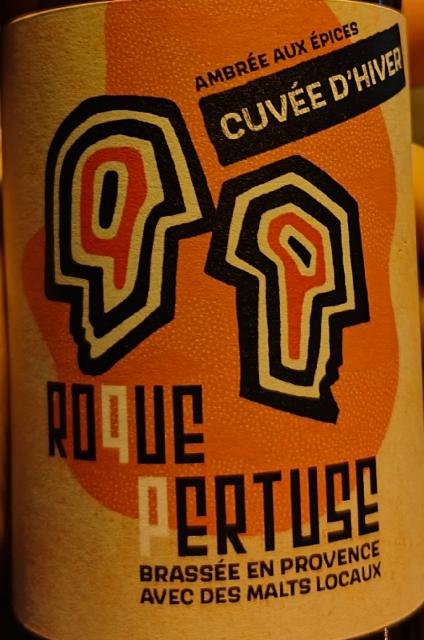 AMBRÉE AUX ÉPICES
CUVÉE D'HIVER
ROQUE
PERTUSE
BRASSÉE EN PROVENCE
AVEC DES MALTS LOCAUX